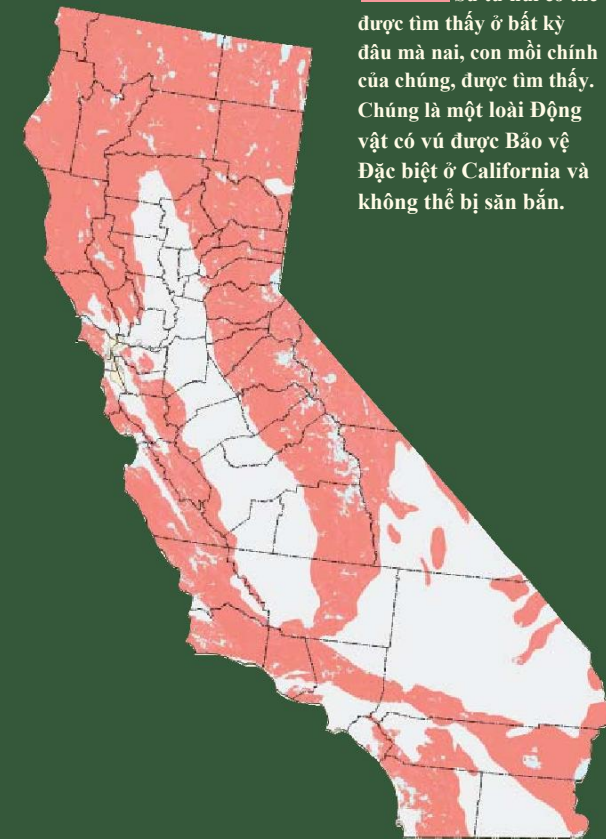 được tìm thấy ở bất kỳ
đâu mà nai, con mồi chính
của chúng, được tìm thấy.
Chúng là một loài Động
vật có vú được Bảo vệ
Đặc biệt ở California và
không thể bị săn bắn.